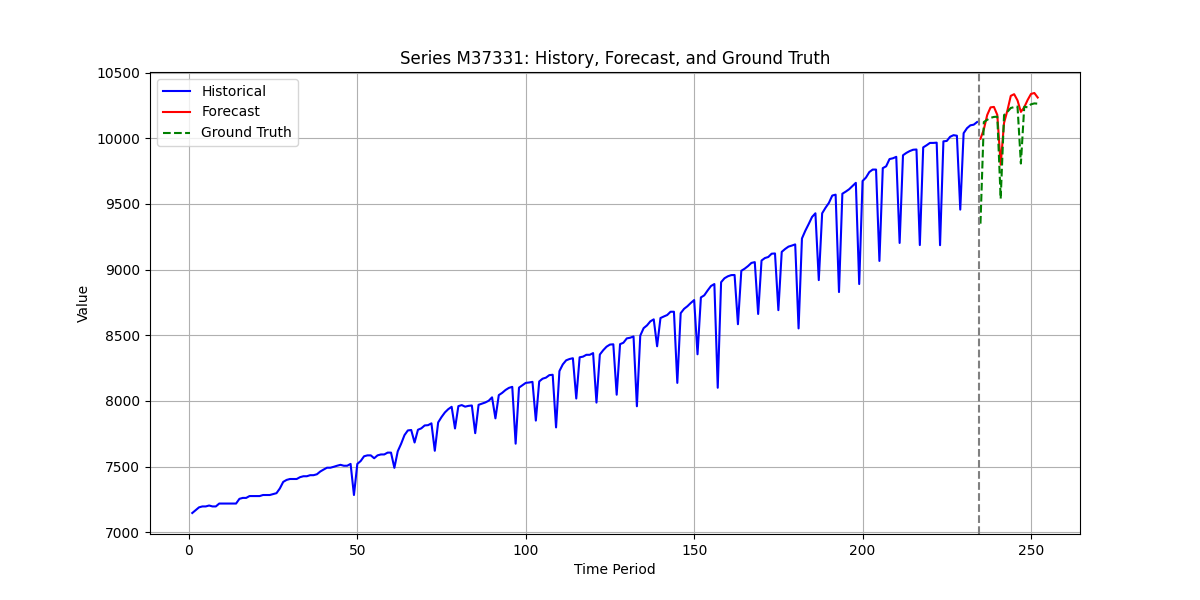 Series M37331: History, Forecast, and Ground Truth
Historical
Forecast
Ground Truth
10500
10000
9500
9000
8500
8000
7500
7000
Value
0
50
100
150
200
250
Time Period